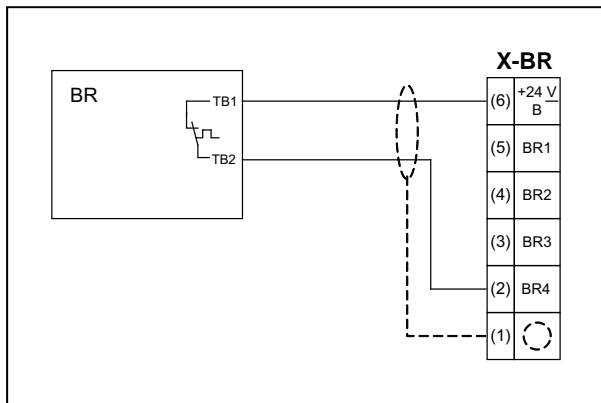 X-BR
BR
TB1
TB2
(6) +24 V
B
(5) BR1
(4) BR2
(3) BR3
(2) BR4
(1)